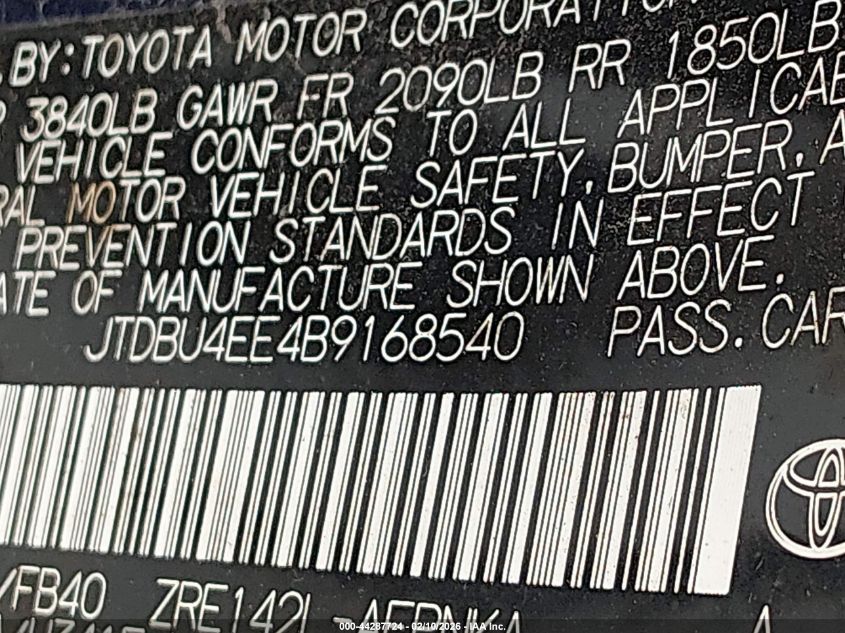 BY: TOYOTA MOTOR CORPORATION
3840LB GAWR FR 2090LB RR 1850LB
VEHICLE CONFORMS TO ALL APPLICAB
RAL MOTOR VEHICLE SAFETY, BUMPER, A
PREVENTION STANDARDS IN EFFECT
ATE OF MANUFACTURE SHOWN ABOVE.
JTDBU4EE4B9168540 PASS. CAR
/FB40 ZRE142L-AEPNKA A
000-44287724 - 02/10/2026 - IAA Inc.